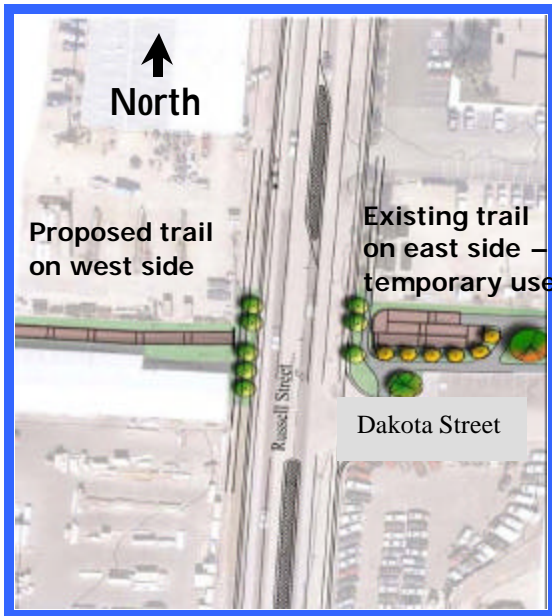 North
Proposed trail
on west side
Existing trail
on east side –
temporary use
Russell Street
Dakota Street